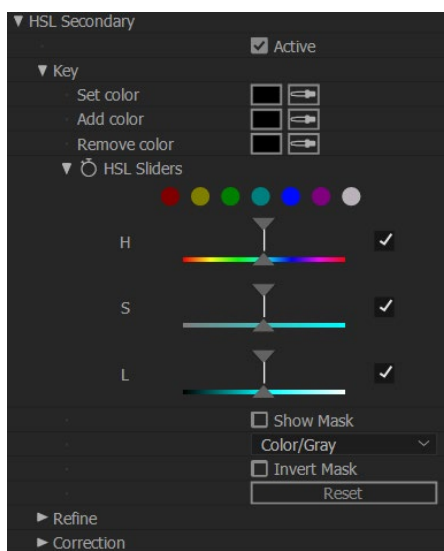 HSL Secondary
Active
Key
Set color
Add color
Remove color
HSL Sliders
H
S
L
Show Mask
Color/Gray
Invert Mask
Reset
Refine
Correction